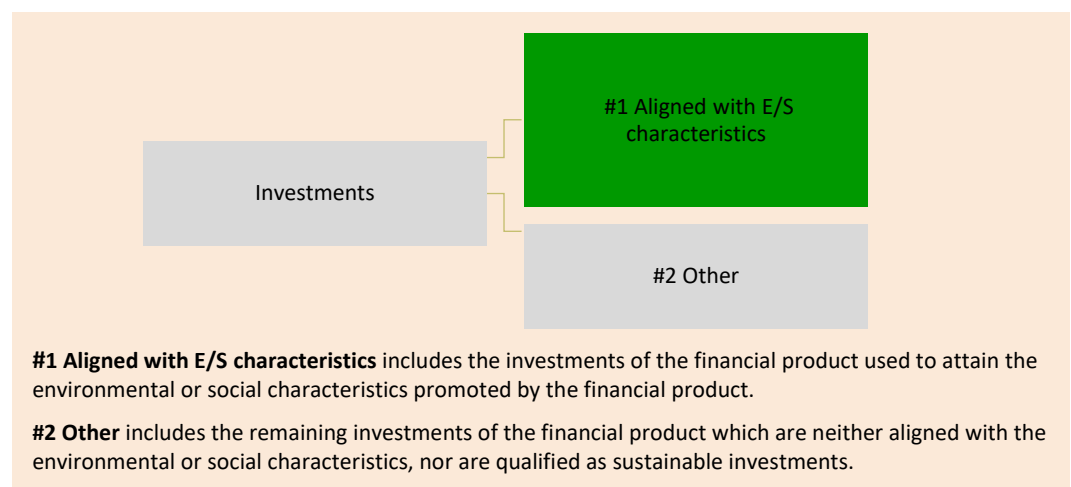 #1 Aligned with E/S
characteristics
Investments
#2 Other
#1 Aligned with E/S characteristics includes the investments of the financial product used to attain the
environmental or social characteristics promoted by the financial product.
#2 Other includes the remaining investments of the financial product which are neither aligned with the
environmental or social characteristics, nor are qualified as sustainable investments.